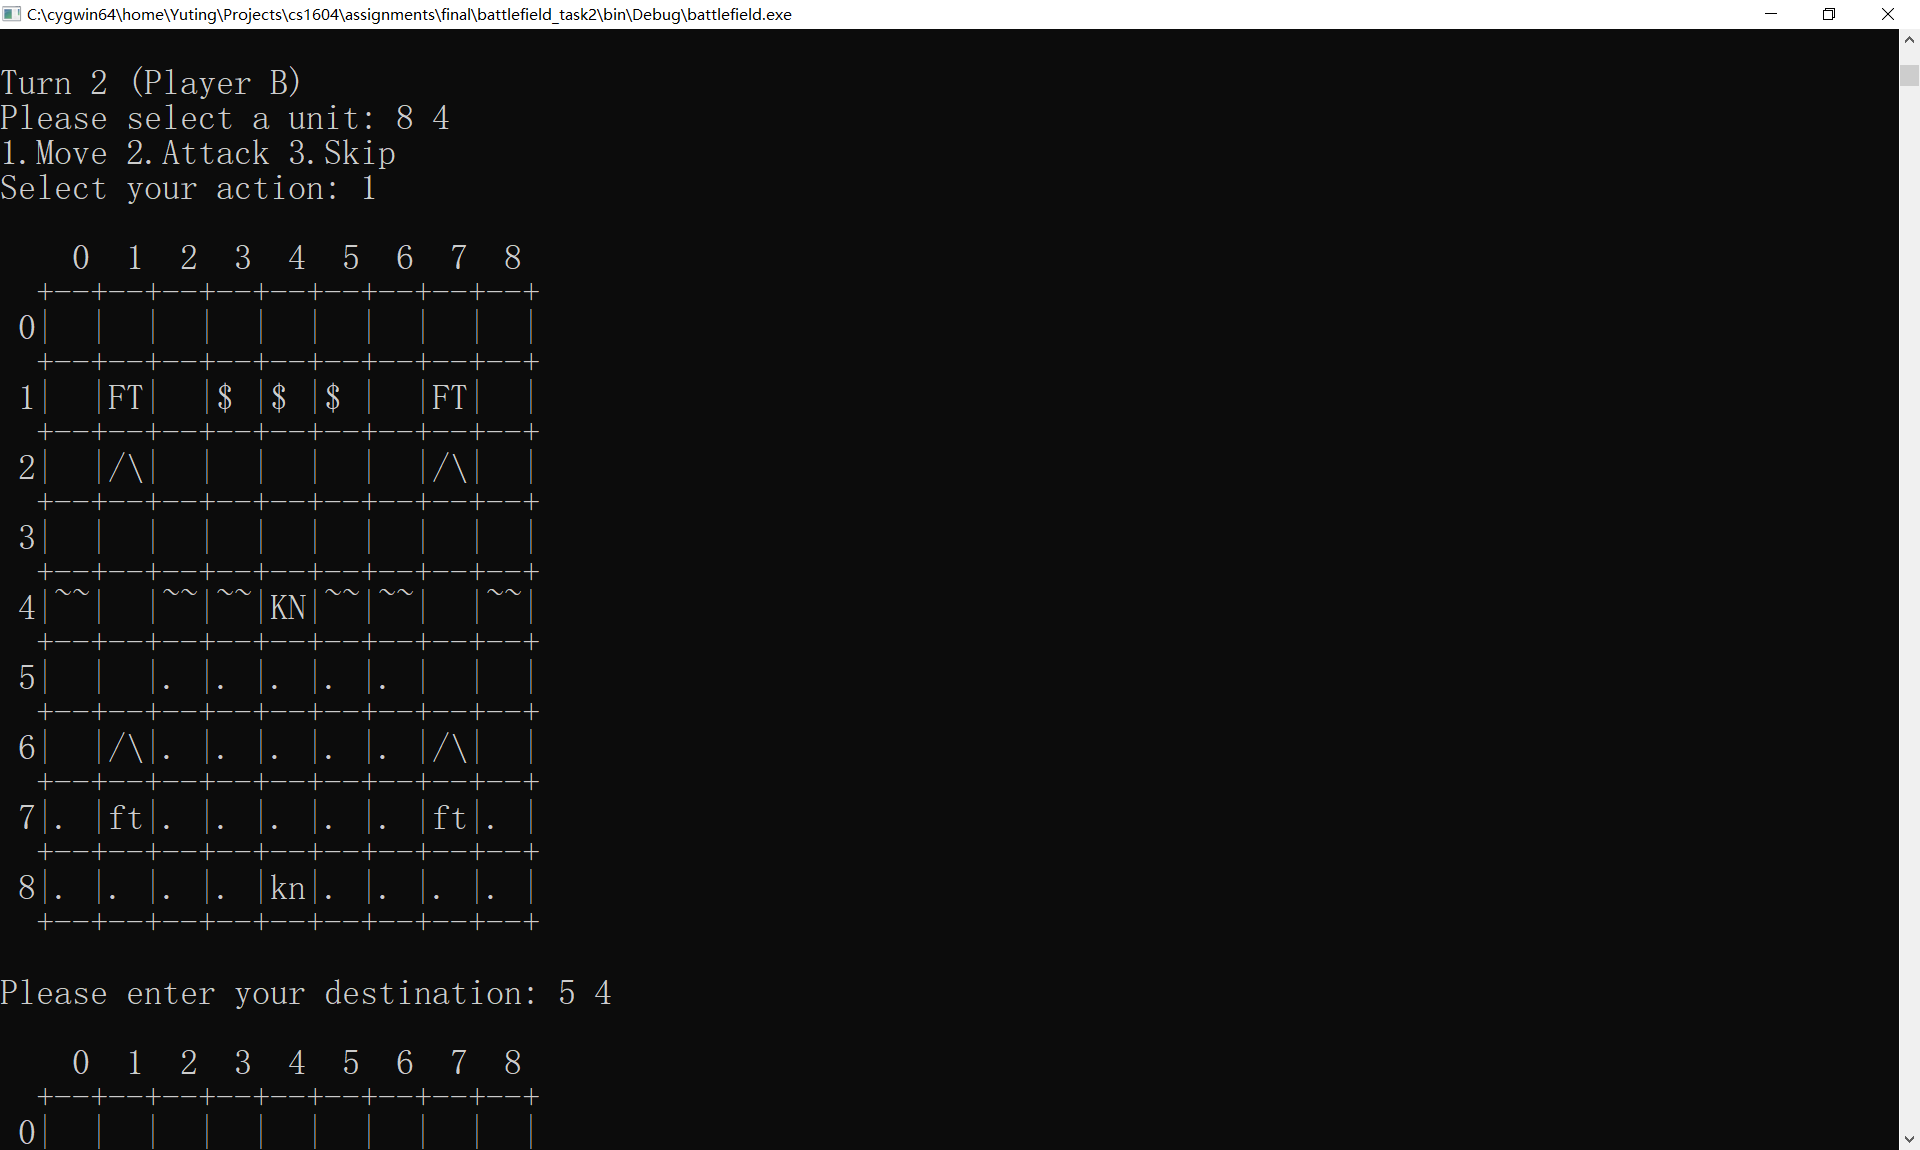 C:\cygwin64\home\Yuting\Projects\cs1604\assignments\final\battlefield_task2\bin\Debug\battlefield.exe
Turn 2 (Player B)
Please select a unit: 8 4
1.Move 2.Attack 3.Skip
Select your action: 1
    0  1  2  3  4  5  6  7  8
  +--+--+--+--+--+--+--+--+--+
 0|  |  |  |  |  |  |  |  |  |
  +--+--+--+--+--+--+--+--+--+
 1|  |FT|  |$ |$ |$ |  |FT|  |
  +--+--+--+--+--+--+--+--+--+
 2|  |/\|  |  |  |  |  |/\|  |
  +--+--+--+--+--+--+--+--+--+
 3|  |  |  |  |  |  |  |  |  |
  +--+--+--+--+--+--+--+--+--+
 4|~~|  |~~|~~|KN|~~|~~|  |~~|
  +--+--+--+--+--+--+--+--+--+
 5|  |  |. |. |. |. |. |  |  |
  +--+--+--+--+--+--+--+--+--+
 6|  |/\|. |. |. |. |. |/\|  |
  +--+--+--+--+--+--+--+--+--+
 7|. |ft|. |. |. |. |. |ft|. |
  +--+--+--+--+--+--+--+--+--+
 8|. |. |. |. |kn|. |. |. |. |
  +--+--+--+--+--+--+--+--+--+
Please enter your destination: 5 4
    0  1  2  3  4  5  6  7  8
  +--+--+--+--+--+--+--+--+--+
 0|  |  |  |  |  |  |  |  |  |